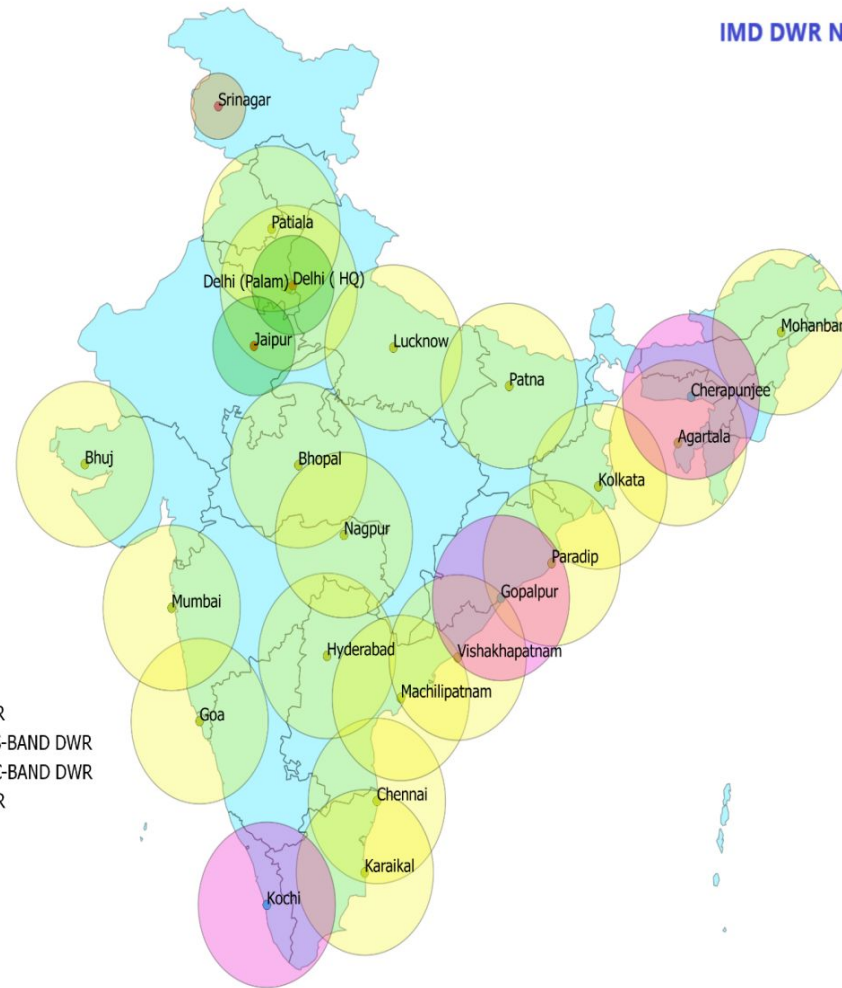 IMD DWR N
Srinagar
Patiala
Delhi (Palam)
Delhi ( HQ)
Jaipur
Lucknow
Mohanbar
Patna
Cherapunjee
Agartala
Bhuj
Bhopal
Kolkata
Nagpur
Paradip
Gopalpur
Mumbai
Hyderabad
Vishakhapatnam
Machilipatnam
Goa
R
S-BAND DWR
C-BAND DWR
R
Chennai
Karaikal
Kochi